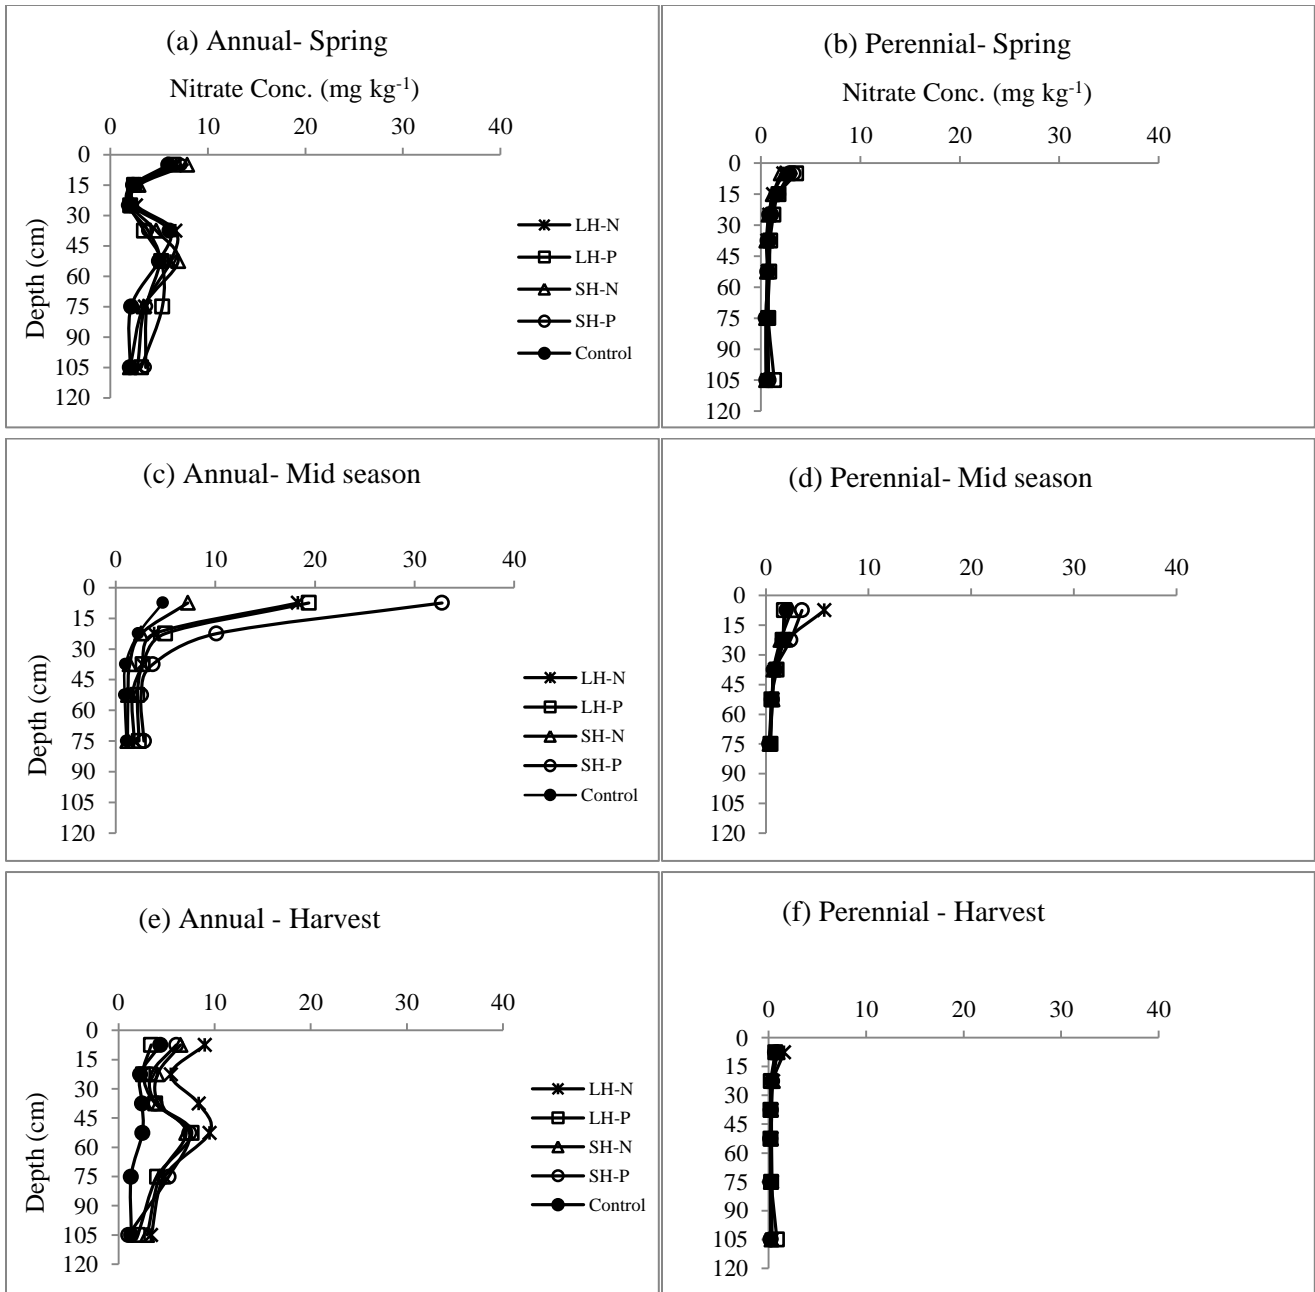 (a) Annual- Spring
Nitrate Conc. (mg kg⁻¹)
0 10 20 30 40
0
15
30
45
60
75
90
105
120
Depth (cm)
LH-N
LH-P
SH-N
SH-P
Control
(b) Perennial- Spring
Nitrate Conc. (mg kg⁻¹)
0 10 20 30 40
0
15
30
45
60
75
90
105
120
(c) Annual- Mid season
0 10 20 30 40
0
15
30
45
60
75
90
105
120
Depth (cm)
LH-N
LH-P
SH-N
SH-P
Control
(d) Perennial- Mid season
0 10 20 30 40
0
15
30
45
60
75
90
105
120
(e) Annual - Harvest
0 10 20 30 40
0
15
30
45
60
75
90
105
120
Depth (cm)
LH-N
LH-P
SH-N
SH-P
Control
(f) Perennial - Harvest
0 10 20 30 40
0
15
30
45
60
75
90
105
120